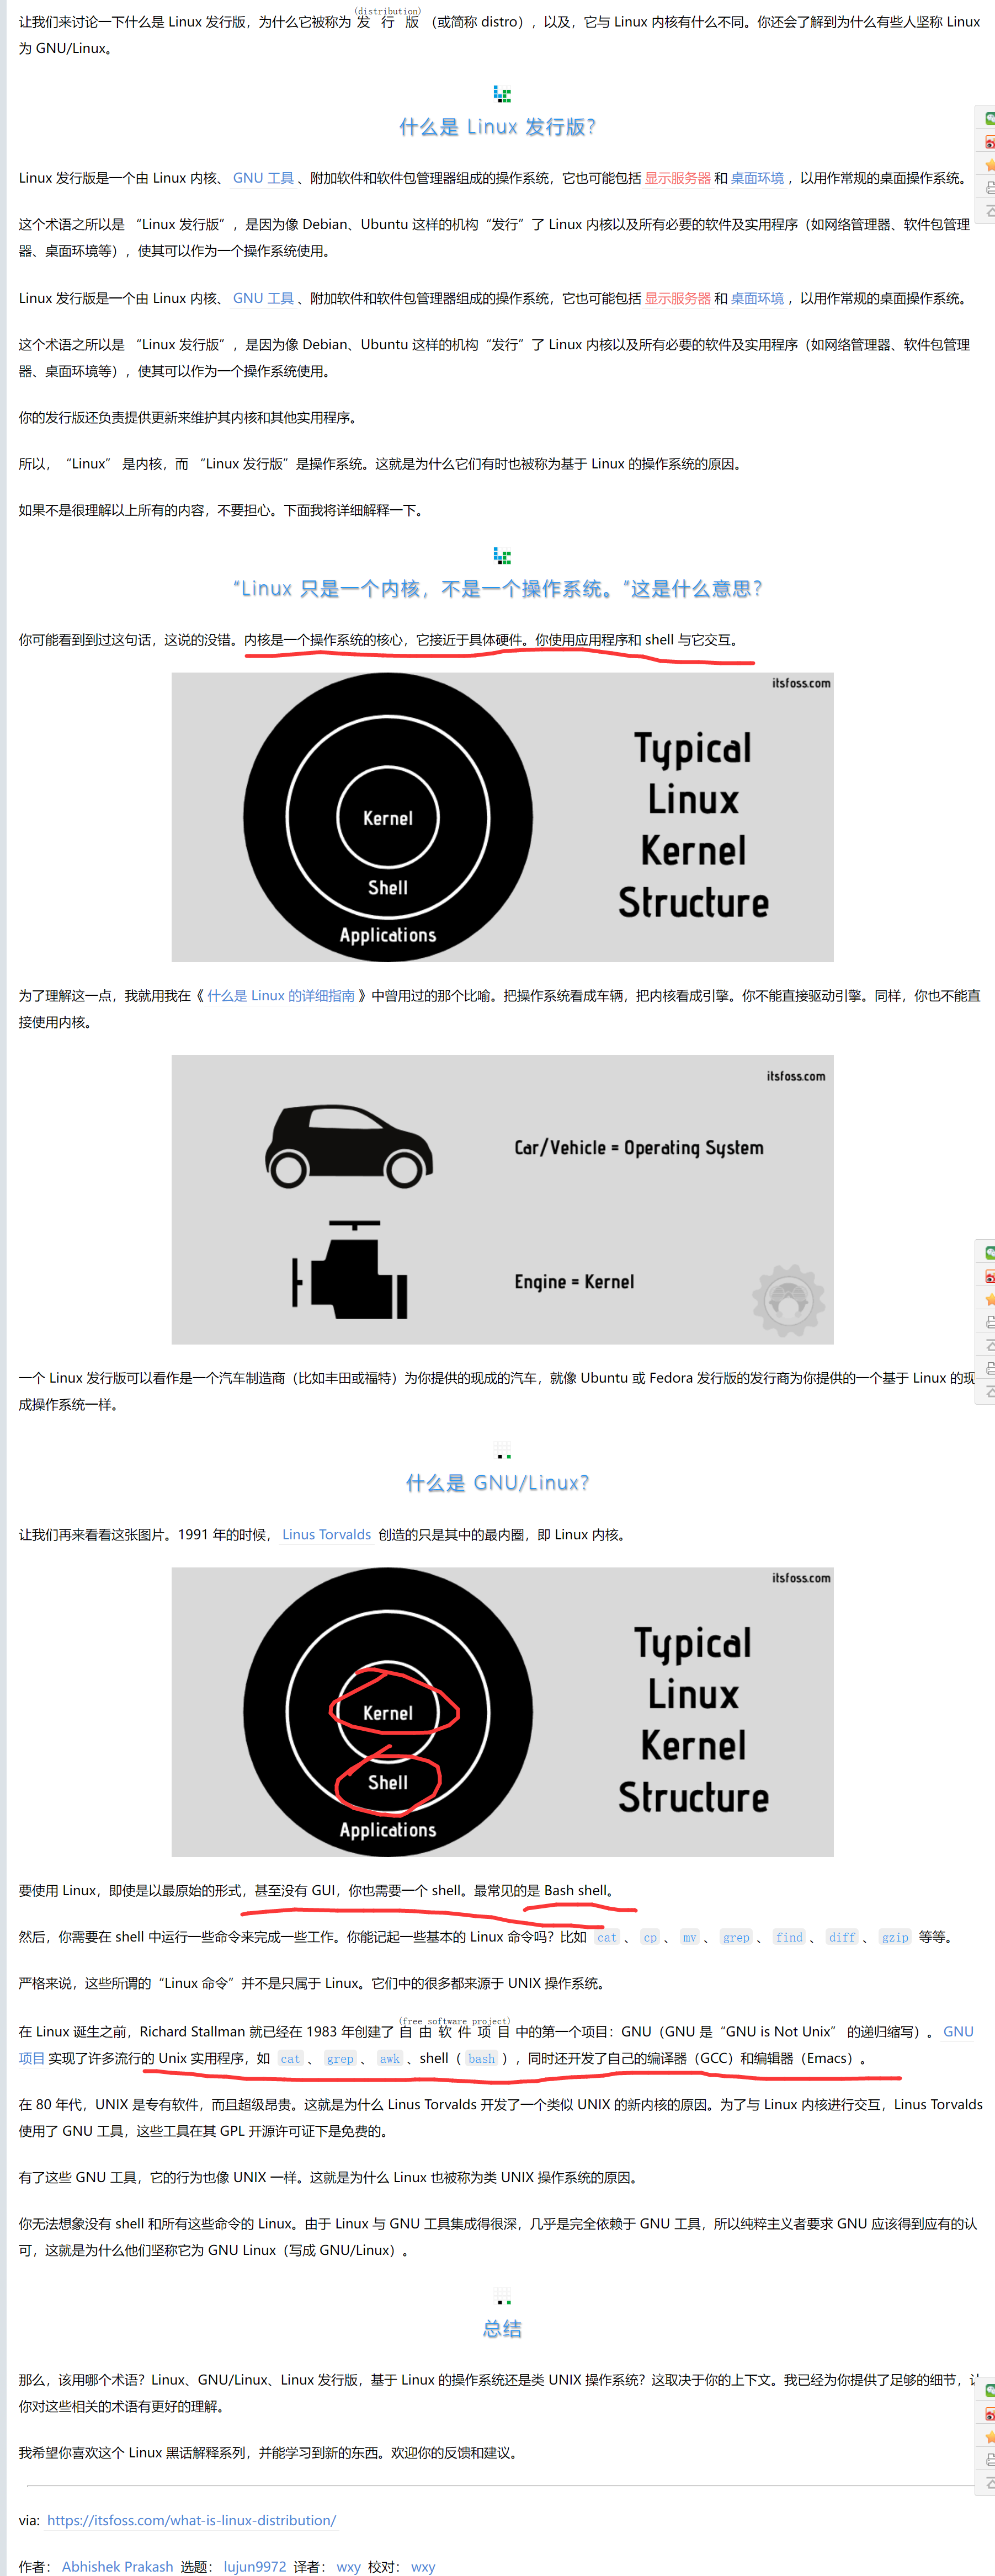 让我们来讨论一下什么是 Linux 发行版，为什么它被称为 发行版 (distribution) （或简称 distro），以及，它与 Linux 内核有什么不同。你还会了解到为什么有些人坚称 Linux
为 GNU/Linux。
什么是 Linux 发行版？
Linux 发行版是一个由 Linux 内核、 GNU 工具 、附加软件和软件包管理器组成的操作系统，它也可能包括 显示服务器 和 桌面环境 ，以用作常规的桌面操作系统。
这个术语之所以是 “Linux 发行版”，是因为像 Debian、Ubuntu 这样的机构“发行”了 Linux 内核以及所有必要的软件及实用程序（如网络管理器、软件包管理
器、桌面环境等），使其可以作为一个操作系统使用。
Linux 发行版是一个由 Linux 内核、 GNU 工具 、附加软件和软件包管理器组成的操作系统，它也可能包括 显示服务器 和 桌面环境 ，以用作常规的桌面操作系统。
这个术语之所以是 “Linux 发行版”，是因为像 Debian、Ubuntu 这样的机构“发行”了 Linux 内核以及所有必要的软件及实用程序（如网络管理器、软件包管理
器、桌面环境等），使其可以作为一个操作系统使用。
你的发行版还负责提供更新来维护其内核和其他实用程序。
所以，“Linux” 是内核，而 “Linux 发行版”是操作系统。这就是为什么它们有时也被称为基于 Linux 的操作系统的原因。
如果不是很理解以上所有的内容，不要担心。下面我将详细解释一下。
“Linux 只是一个内核，不是一个操作系统。”这是什么意思？
你可能看到到过这句话，这说的没错。内核是一个操作系统的核心，它接近于具体硬件。你使用应用程序和 shell 与它交互。
itsfoss.com
Kernel
Shell
Applications
Typical
Linux
Kernel
Structure
为了理解这一点，我就用我在《 什么是 Linux 的详细指南 》中曾用过的那个比喻。把操作系统看成车辆，把内核看成引擎。你不能直接驱动引擎。同样，你也不能直
接使用内核。
itsfoss.com
Car/Vehicle = Operating System
Engine = Kernel
一个 Linux 发行版可以看作是一个汽车制造商（比如丰田或福特）为你提供的现成的汽车，就像 Ubuntu 或 Fedora 发行版的发行商为你提供的一个基于 Linux 的现
成操作系统一样。
什么是 GNU/Linux？
让我们再来看看这张图片。1991 年的时候， Linus Torvalds 创造的只是其中的最内圈，即 Linux 内核。
itsfoss.com
Kernel
Shell
Applications
Typical
Linux
Kernel
Structure
要使用 Linux，即使是以最原始的形式，甚至没有 GUI，你也需要一个 shell。最常见的是 Bash shell。
然后，你需要在 shell 中运行一些命令来完成一些工作。你能记起一些基本的 Linux 命令吗？比如 cat 、 cp 、 mv 、 grep 、 find 、 diff 、 gzip 等等。
严格来说，这些所谓的“Linux 命令”并不是只属于 Linux。它们中的很多都来源于 UNIX 操作系统。
在 Linux 诞生之前，Richard Stallman 就已经在 1983 年创建了 自由软件项目 (free software project) 中的第一个项目：GNU（GNU 是“GNU is Not Unix” 的递归缩写）。 GNU
项目 实现了许多流行的 Unix 实用程序，如 cat 、 grep 、 awk 、shell（ bash ），同时还开发了自己的编译器（GCC）和编辑器（Emacs）。
在 80 年代，UNIX 是专有软件，而且超级昂贵。这就是为什么 Linus Torvalds 开发了一个类似 UNIX 的新内核的原因。为了与 Linux 内核进行交互，Linus Torvalds
使用了 GNU 工具，这些工具在其 GPL 开源许可证下是免费的。
有了这些 GNU 工具，它的行为也像 UNIX 一样。这就是为什么 Linux 也被称为类 UNIX 操作系统的原因。
你无法想象没有 shell 和所有这些命令的 Linux。由于 Linux 与 GNU 工具集成得很深，几乎是完全依赖于 GNU 工具，所以纯粹主义者要求 GNU 应该得到应有的认
可，这就是为什么他们坚称它为 GNU Linux（写成 GNU/Linux）。
总结
那么，该用哪个术语？Linux、GNU/Linux、Linux 发行版，基于 Linux 的操作系统还是类 UNIX 操作系统？这取决于你的上下文。我已经为你提供了足够的细节，
你对这些相关的术语有更好的理解。
我希望你喜欢这个 Linux 黑话解释系列，并能学习到新的东西。欢迎你的反馈和建议。
via: https://itsfoss.com/what-is-linux-distribution/
作者： Abhishek Prakash 选题： lujun9972 译者： wxy 校对： wxy